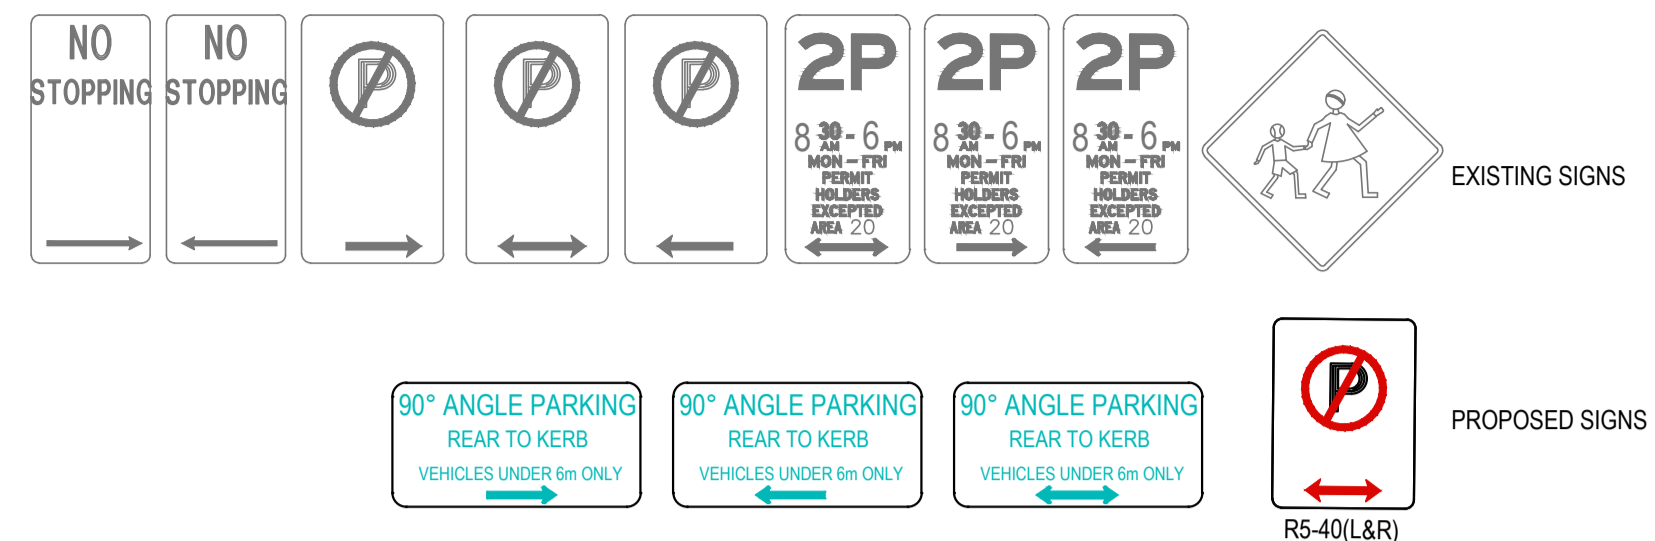 NO
STOPPING
NO
STOPPING
P
P
P
2P
8 30 AM - 6 PM
MON - FRI
PERMIT
HOLDERS
EXCEPTED
AREA 20
2P
8 30 AM - 6 PM
MON - FRI
PERMIT
HOLDERS
EXCEPTED
AREA 20
2P
8 30 AM - 6 PM
MON - FRI
PERMIT
HOLDERS
EXCEPTED
AREA 20
EXISTING SIGNS
90° ANGLE PARKING
REAR TO KERB
VEHICLES UNDER 6m ONLY
90° ANGLE PARKING
REAR TO KERB
VEHICLES UNDER 6m ONLY
90° ANGLE PARKING
REAR TO KERB
VEHICLES UNDER 6m ONLY
P
R5-40(L&R)
PROPOSED SIGNS